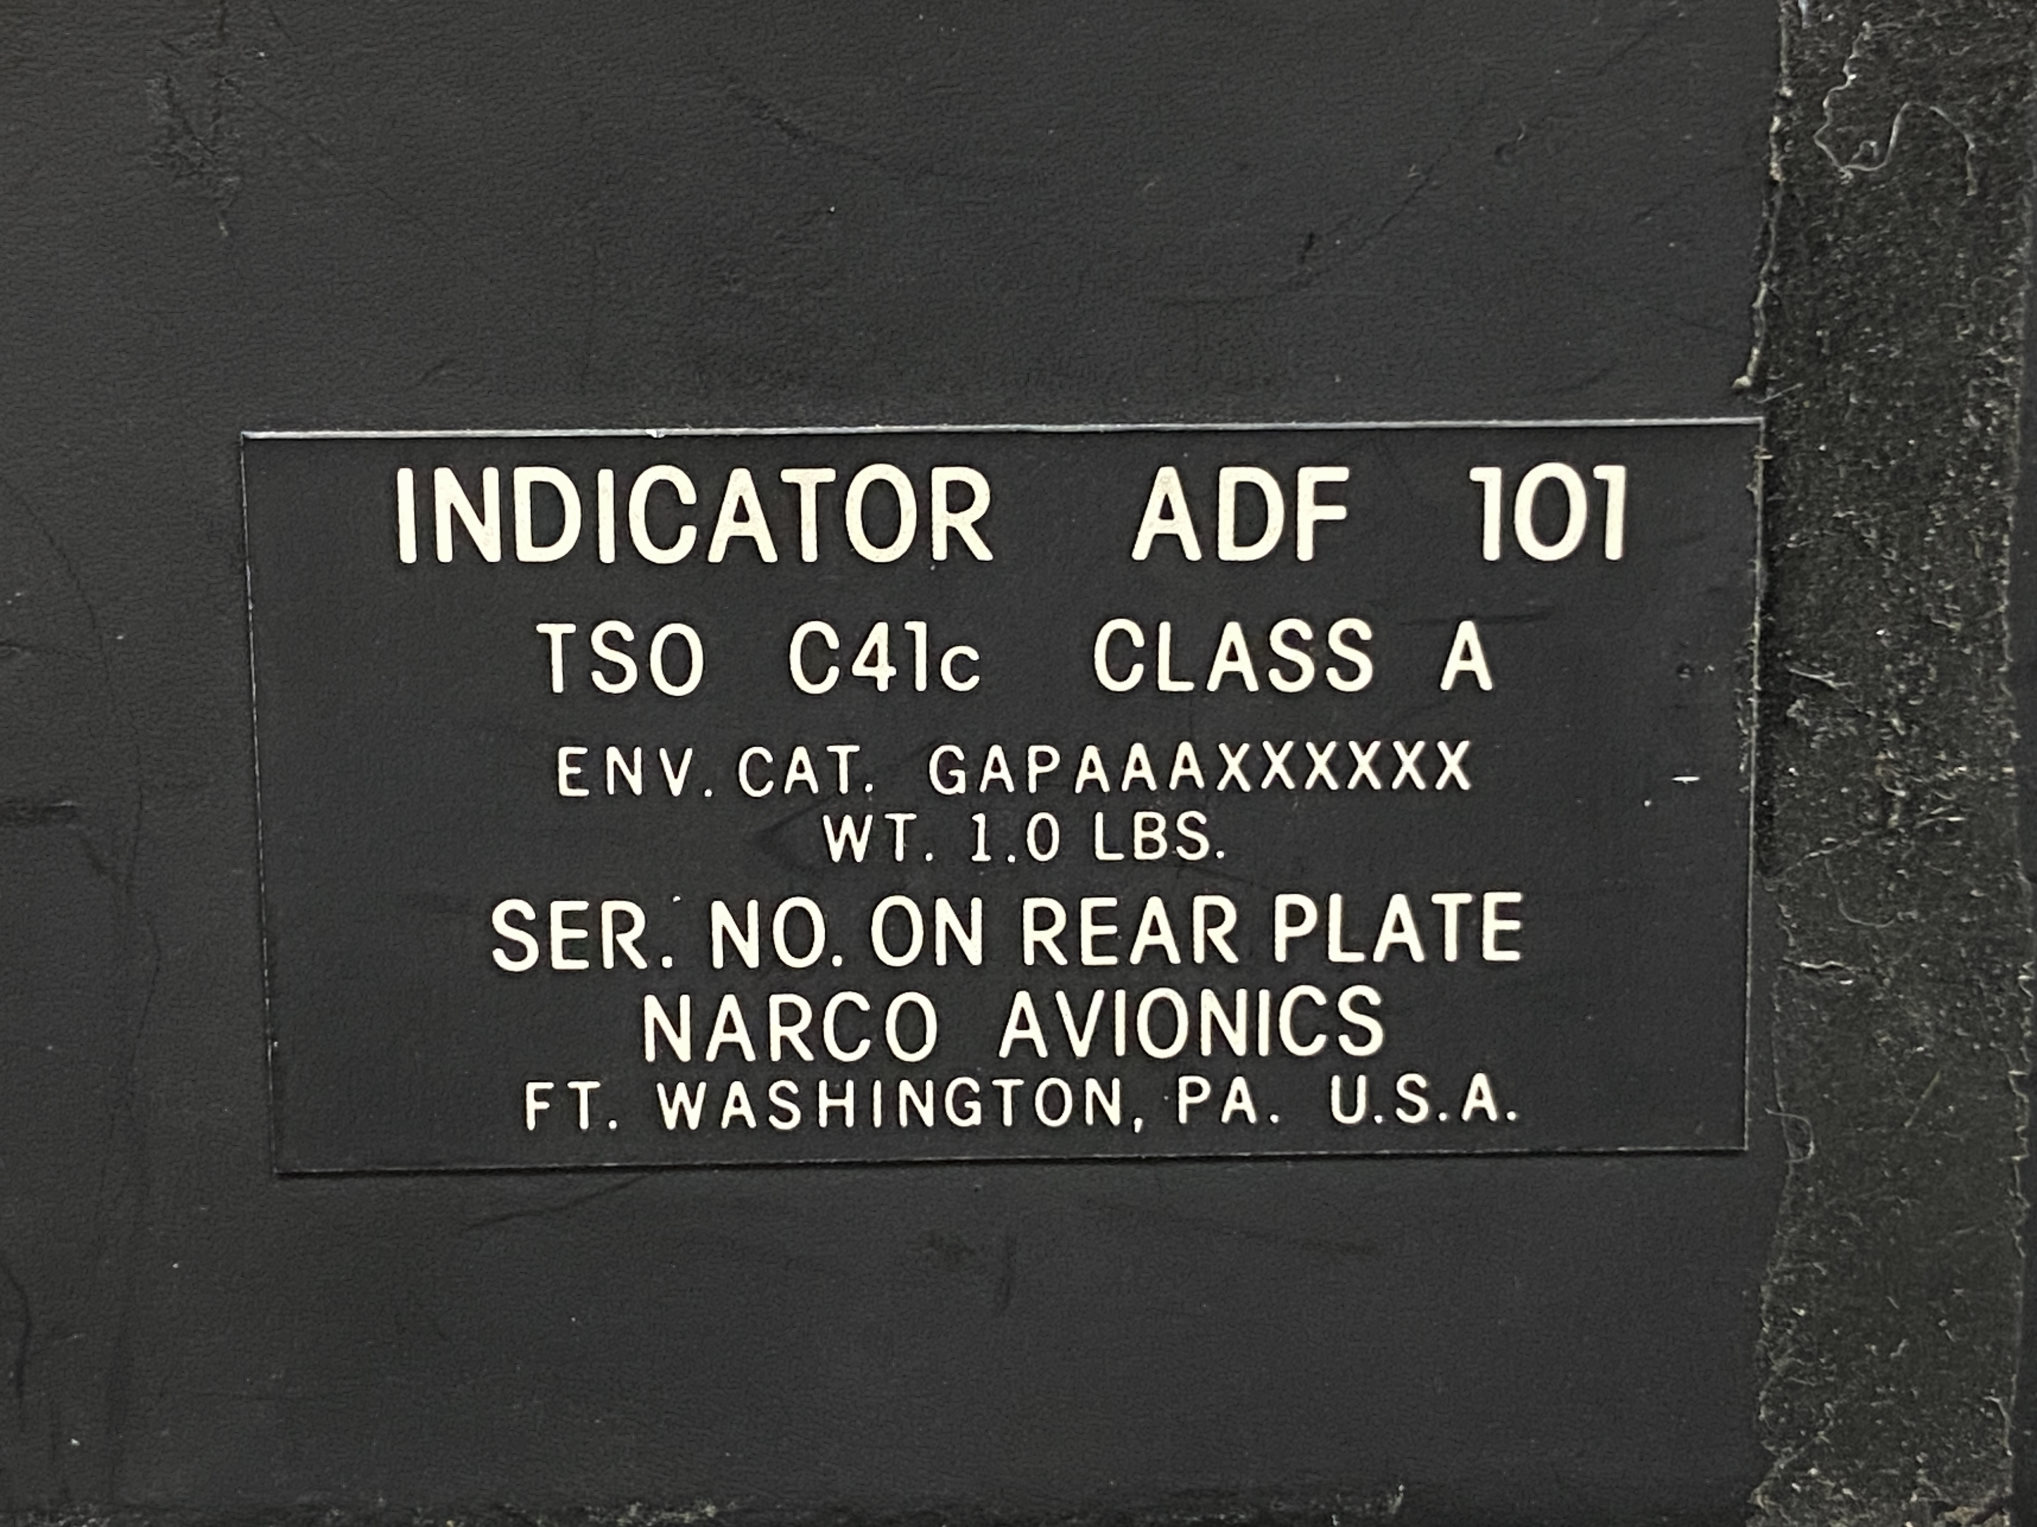 INDICATOR ADF 101
TSO C41c CLASS A
ENV. CAT. GAPAAAXXXXXX
WT. 1.0 LBS.
SER. NO. ON REAR PLATE
NARCO AVIONICS
FT. WASHINGTON, PA. U.S.A.